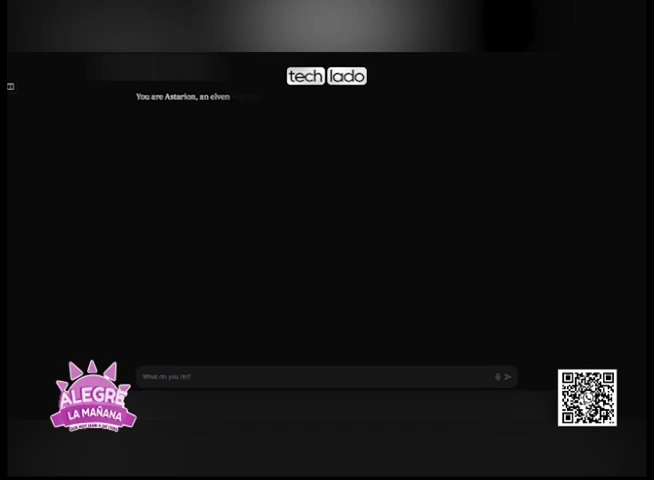 tech lado
You are Astarion, an elven
What do you do?
ALEGRE
LA MAÑANA